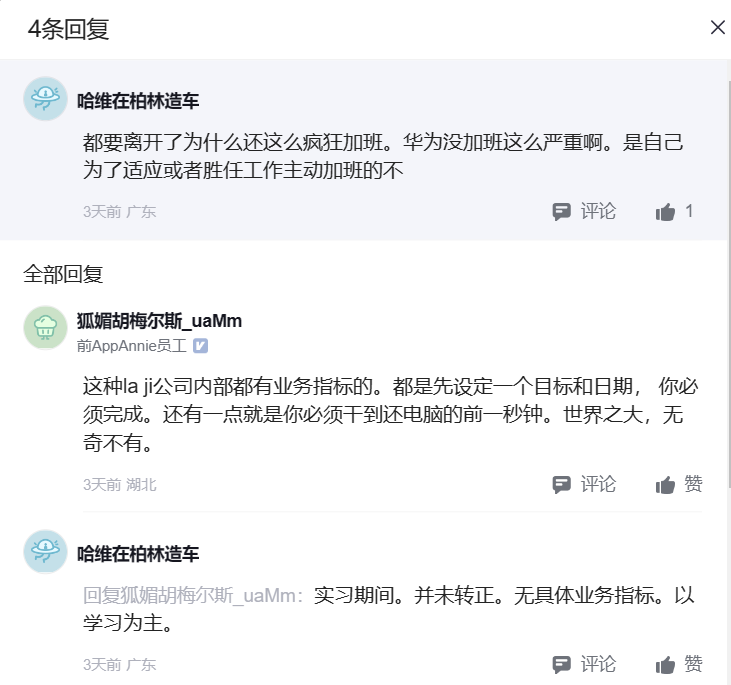 4条回复
哈维在柏林造车
都要离开了为什么还这么疯狂加班。华为没加班这么严重啊。是自己
为了适应或者胜任工作主动加班的不
3天前 广东
评论
1
全部回复
狐媚胡梅尔斯_uaMm
前AppAnnie员工
这种la ji公司内部都有业务指标的。都是先设定一个目标和日期， 你必
须完成。还有一点就是你必须干到还电脑的前一秒钟。世界之大，无
奇不有。
3天前 湖北
评论
赞
哈维在柏林造车
回复狐媚胡梅尔斯_uaMm：实习期间。并未转正。无具体业务指标。以
学习为主。
3天前 广东
评论
赞